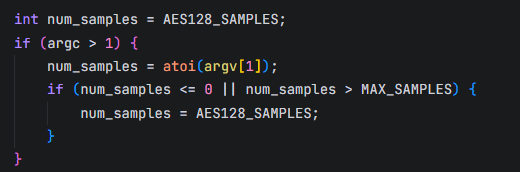 int num_samples = AES128_SAMPLES;
if (argc > 1) {
    num_samples = atoi(argv[1]);
    if (num_samples <= 0 || num_samples > MAX_SAMPLES) {
        num_samples = AES128_SAMPLES;
    }
}